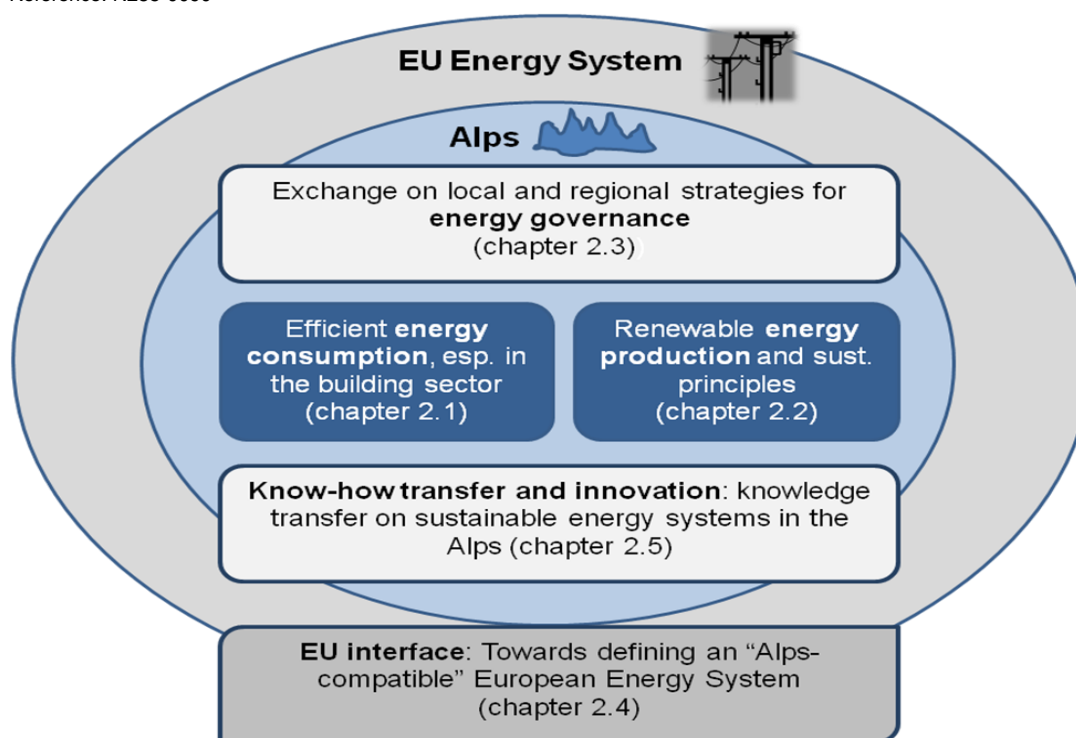 EU Energy System
Alps
Exchange on local and regional strategies for
energy governance
(chapter 2.3)
Efficient energy
consumption, esp. in
the building sector
(chapter 2.1)
Renewable energy
production and sust.
principles
(chapter 2.2)
Know-how transfer and innovation: knowledge
transfer on sustainable energy systems in the
Alps (chapter 2.5)
EU interface: Towards defining an “Alps-
compatible” European Energy System
(chapter 2.4)